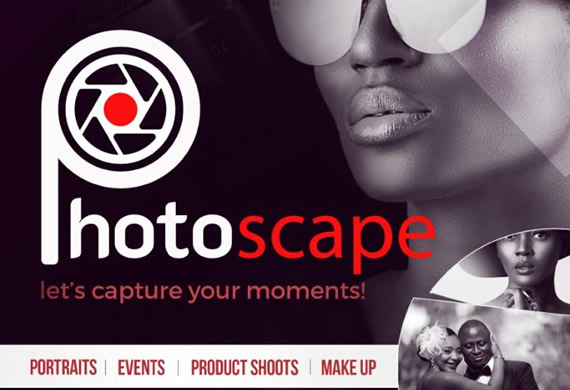 Photoscape
let's capture your moments!
PORTRAITS | EVENTS | PRODUCT SHOOTS | MAKE UP